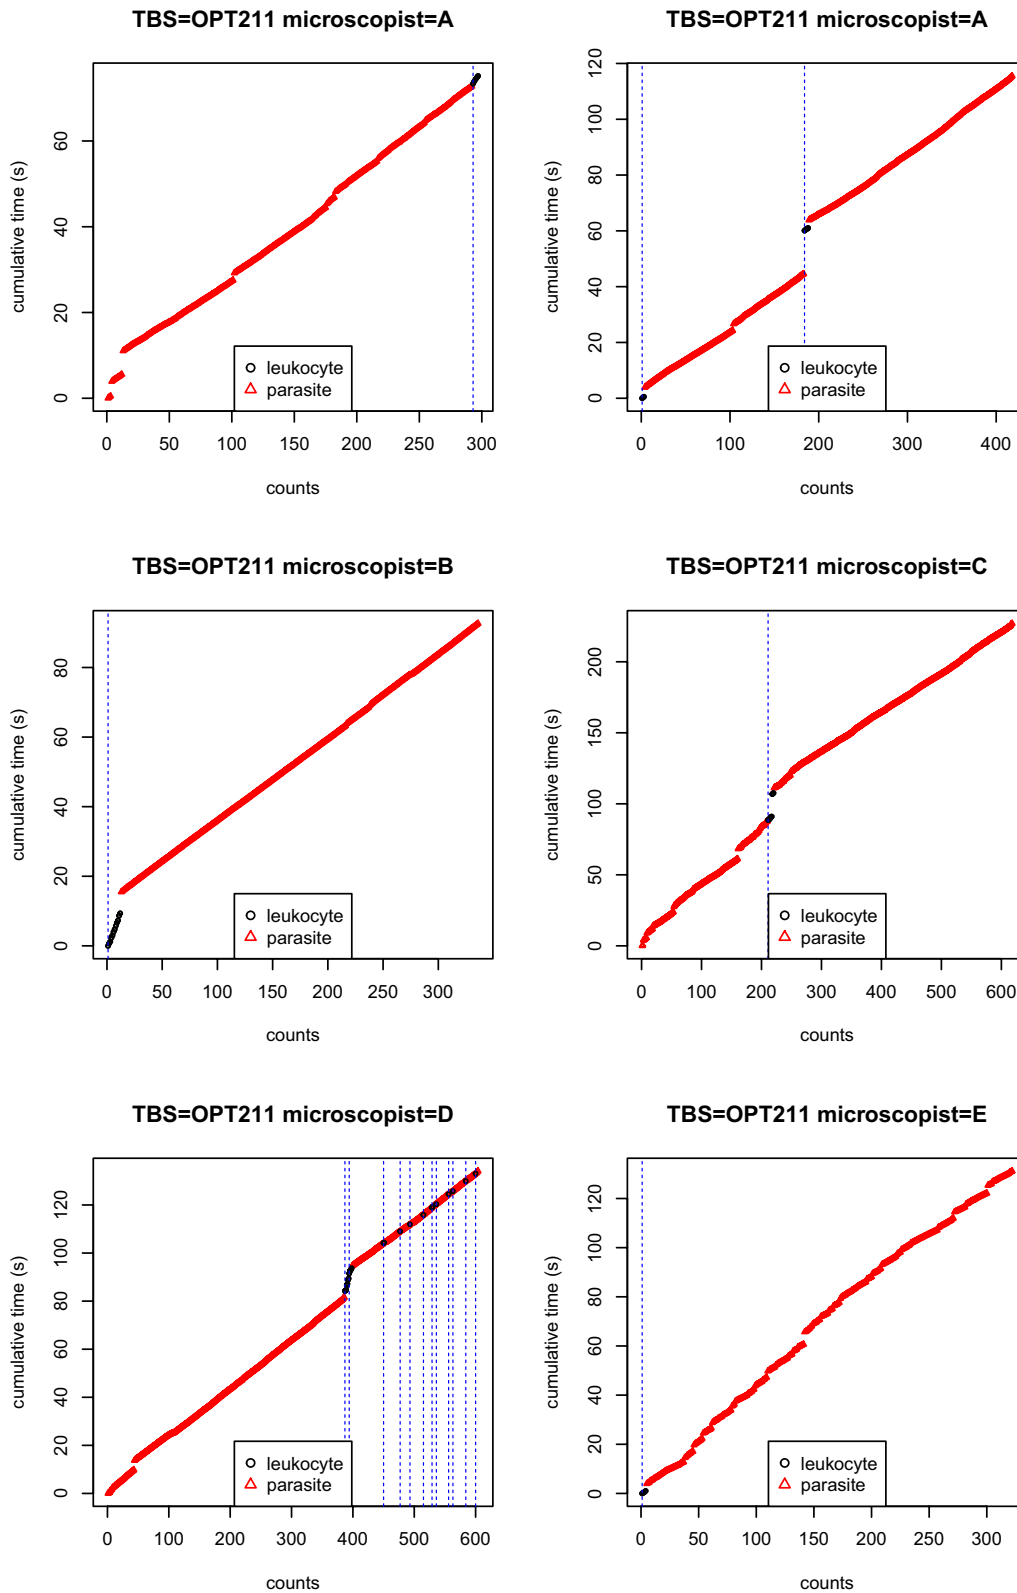 TBS=OPT211 microscopist=A
cumulative time (s)
0 20 40 60
0 50 100 150 200 250 300
counts
leukocyte
parasite
TBS=OPT211 microscopist=A
cumulative time (s)
0 20 40 60 80 100 120
0 100 200 300 400
counts
leukocyte
parasite
TBS=OPT211 microscopist=B
cumulative time (s)
0 20 40 60 80
0 50 100 150 200 250 300
counts
leukocyte
parasite
TBS=OPT211 microscopist=C
cumulative time (s)
0 50 100 150 200
0 100 200 300 400 500 600
counts
leukocyte
parasite
TBS=OPT211 microscopist=D
cumulative time (s)
0 20 40 60 80 100 120
0 100 200 300 400 500 600
counts
leukocyte
parasite
TBS=OPT211 microscopist=E
cumulative time (s)
0 20 40 60 80 100 120
0 50 100 150 200 250 300
counts
leukocyte
parasite